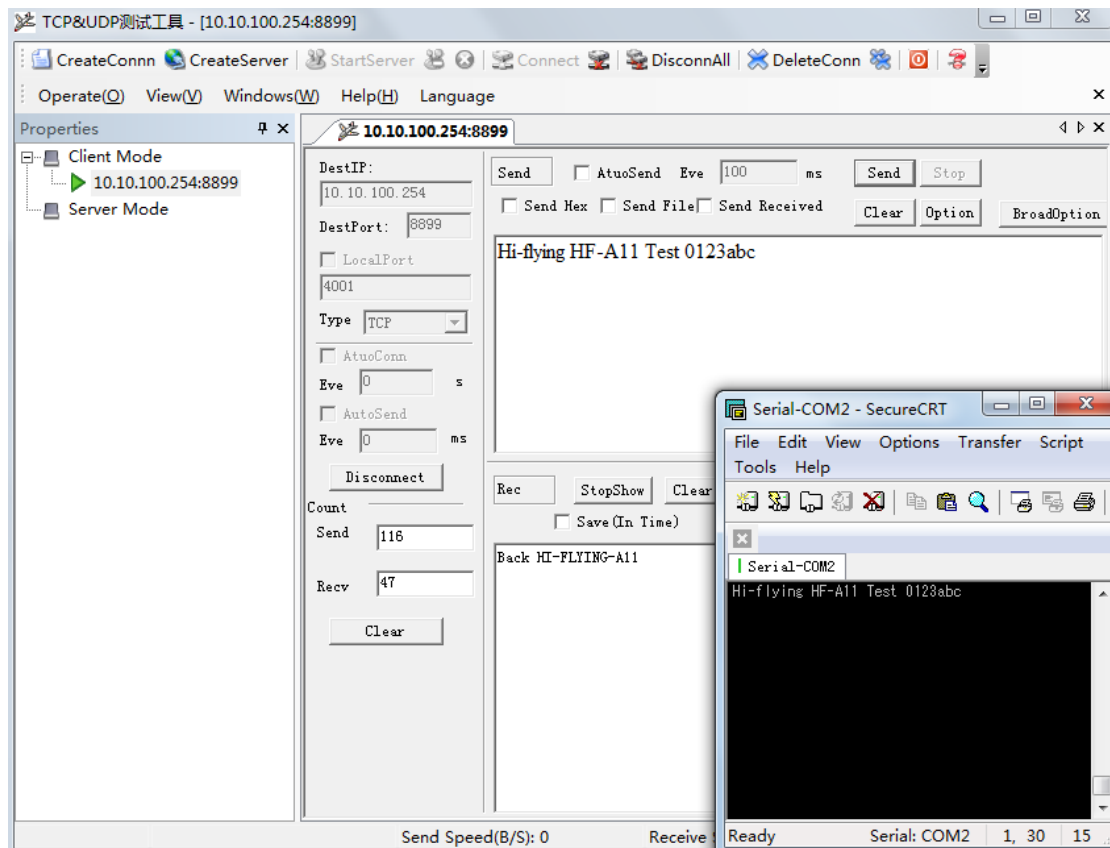 TCP&UDP测试工具 - [10.10.100.254:8899]
CreateConnn CreateServer StartServer Connect DisconnAll DeleteConn
Operate(O) View(V) Windows(W) Help(H) Language
Properties
10.10.100.254:8899
Client Mode
10.10.100.254:8899
Server Mode
DestIP:
10.10.100.254
DestPort: 8899
LocalPort
4001
Type TCP
AtuoConn
Eve 0 s
AutoSend
Eve 0 ms
Disconnect
Count
Send 116
Recv 47
Clear
Send AtuoSend Eve 100 ms Send Stop
Send Hex Send File Send Received Clear Option BroadOption
Hi-flying HF-A11 Test 0123abc
Rec StopShow Clear
Save(In Time)
Back HI-FLYING-A11
Send Speed(B/S): 0 Receive
Serial-COM2 - SecureCRT
File Edit View Options Transfer Script
Tools Help
Serial-COM2
Hi-flying HF-A11 Test 0123abc
Ready Serial: COM2 1, 30 15